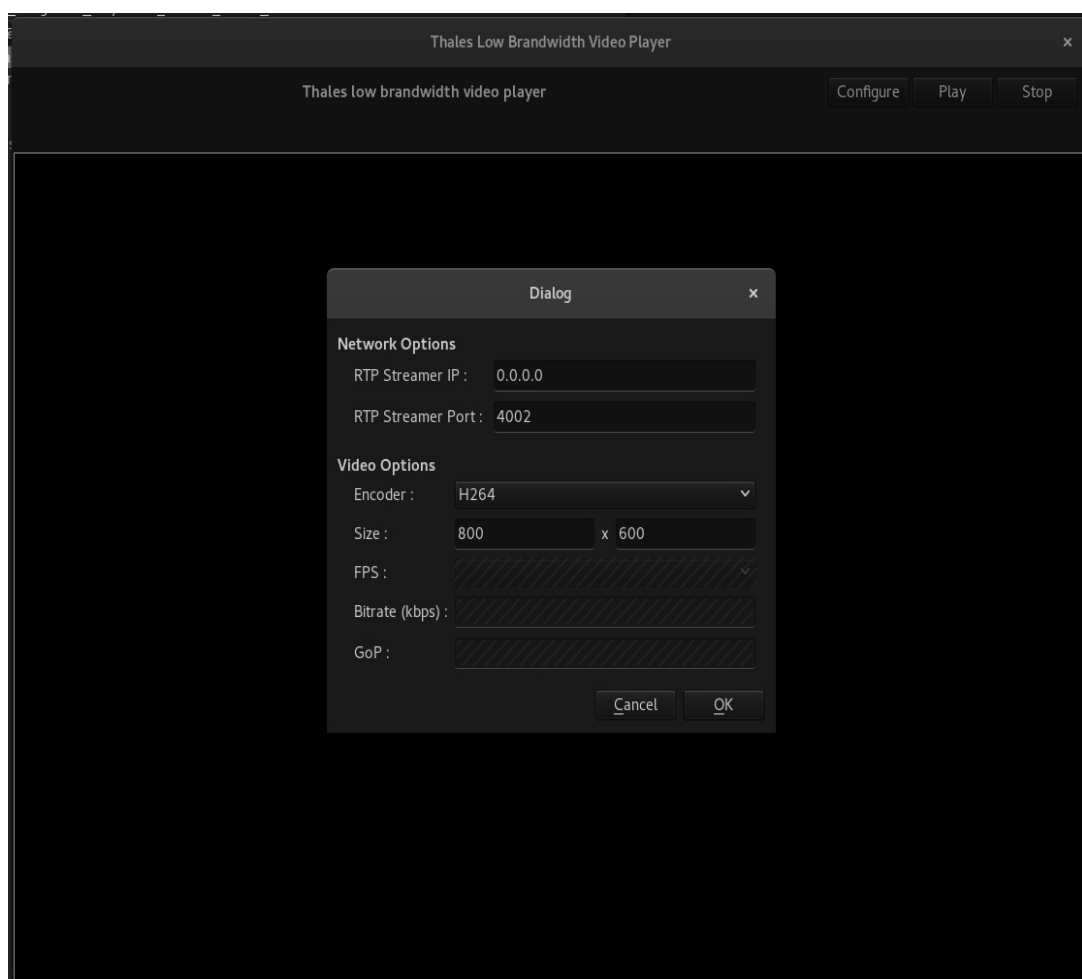 Thales Low Brandwidth Video Player
Thales low brandwidth video player
Configure Play Stop
Dialog
Network Options
RTP Streamer IP : 0.0.0.0
RTP Streamer Port : 4002
Video Options
Encoder : H264
Size : 800 x 600
FPS :
Bitrate (kbps) :
GoP :
Cancel OK